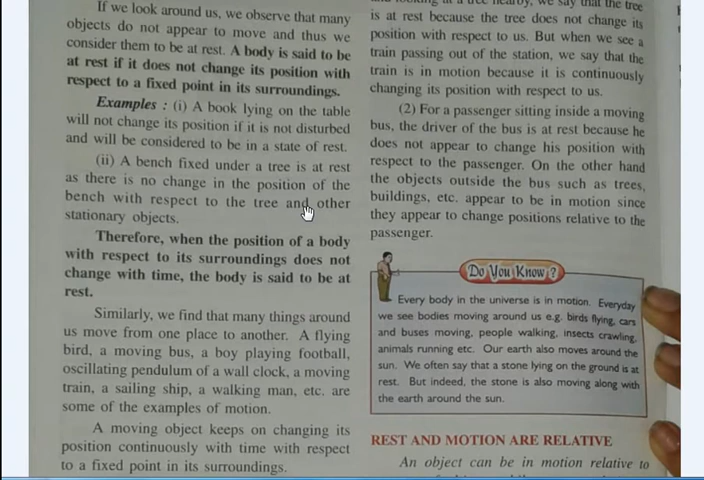 If we look around us, we observe that many
objects do not appear to move and thus we
consider them to be at rest. A body is said to be
at rest if it does not change its position with
respect to a fixed point in its surroundings.
Examples : (i) A book lying on the table
will not change its position if it is not disturbed
and will be considered to be in a state of rest.
(ii) A bench fixed under a tree is at rest
as there is no change in the position of the
bench with respect to the tree and other
stationary objects.
Therefore, when the position of a body
with respect to its surroundings does not
change with time, the body is said to be at
rest.
Similarly, we find that many things around
us move from one place to another. A flying
bird, a moving bus, a boy playing football,
oscillating pendulum of a wall clock, a moving
train, a sailing ship, a walking man, etc. are
some of the examples of motion.
A moving object keeps on changing its
position continuously with time with respect
to a fixed point in its surroundings.
looking at a tree nearby, we say that the tree
is at rest because the tree does not change its
position with respect to us. But when we see a
train passing out of the station, we say that the
train is in motion because it is continuously
changing its position with respect to us.
(2) For a passenger sitting inside a moving
bus, the driver of the bus is at rest because he
does not appear to change his position with
respect to the passenger. On the other hand
the objects outside the bus such as trees,
buildings, etc. appear to be in motion since
they appear to change positions relative to the
passenger.
Do You Know ?
Every body in the universe is in motion. Everyday
we see bodies moving around us e.g. birds flying, cars
and buses moving, people walking, insects crawling,
animals running etc. Our earth also moves around the
sun. We often say that a stone lying on the ground is at
rest. But indeed, the stone is also moving along with
the earth around the sun.
REST AND MOTION ARE RELATIVE
An object can be in motion relative to